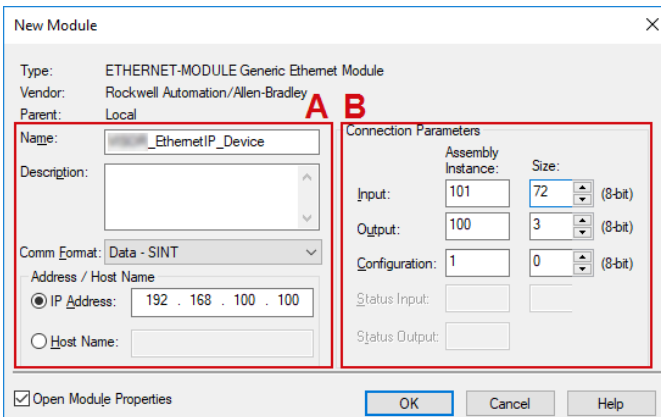 New Module
Type: ETHERNET-MODULE Generic Ethernet Module
Vendor: Rockwell Automation/Allen-Bradley
Parent: Local
A B
Name: _EthernetIP_Device
Description:
Comm Format: Data - SINT
Address / Host Name
IP Address: 192 . 168 . 100 . 100
Host Name:
Connection Parameters
Assembly Instance: Size:
Input: 101 72 (8-bit)
Output: 100 3 (8-bit)
Configuration: 1 0 (8-bit)
Status Input:
Status Output:
Open Module Properties
OK Cancel Help